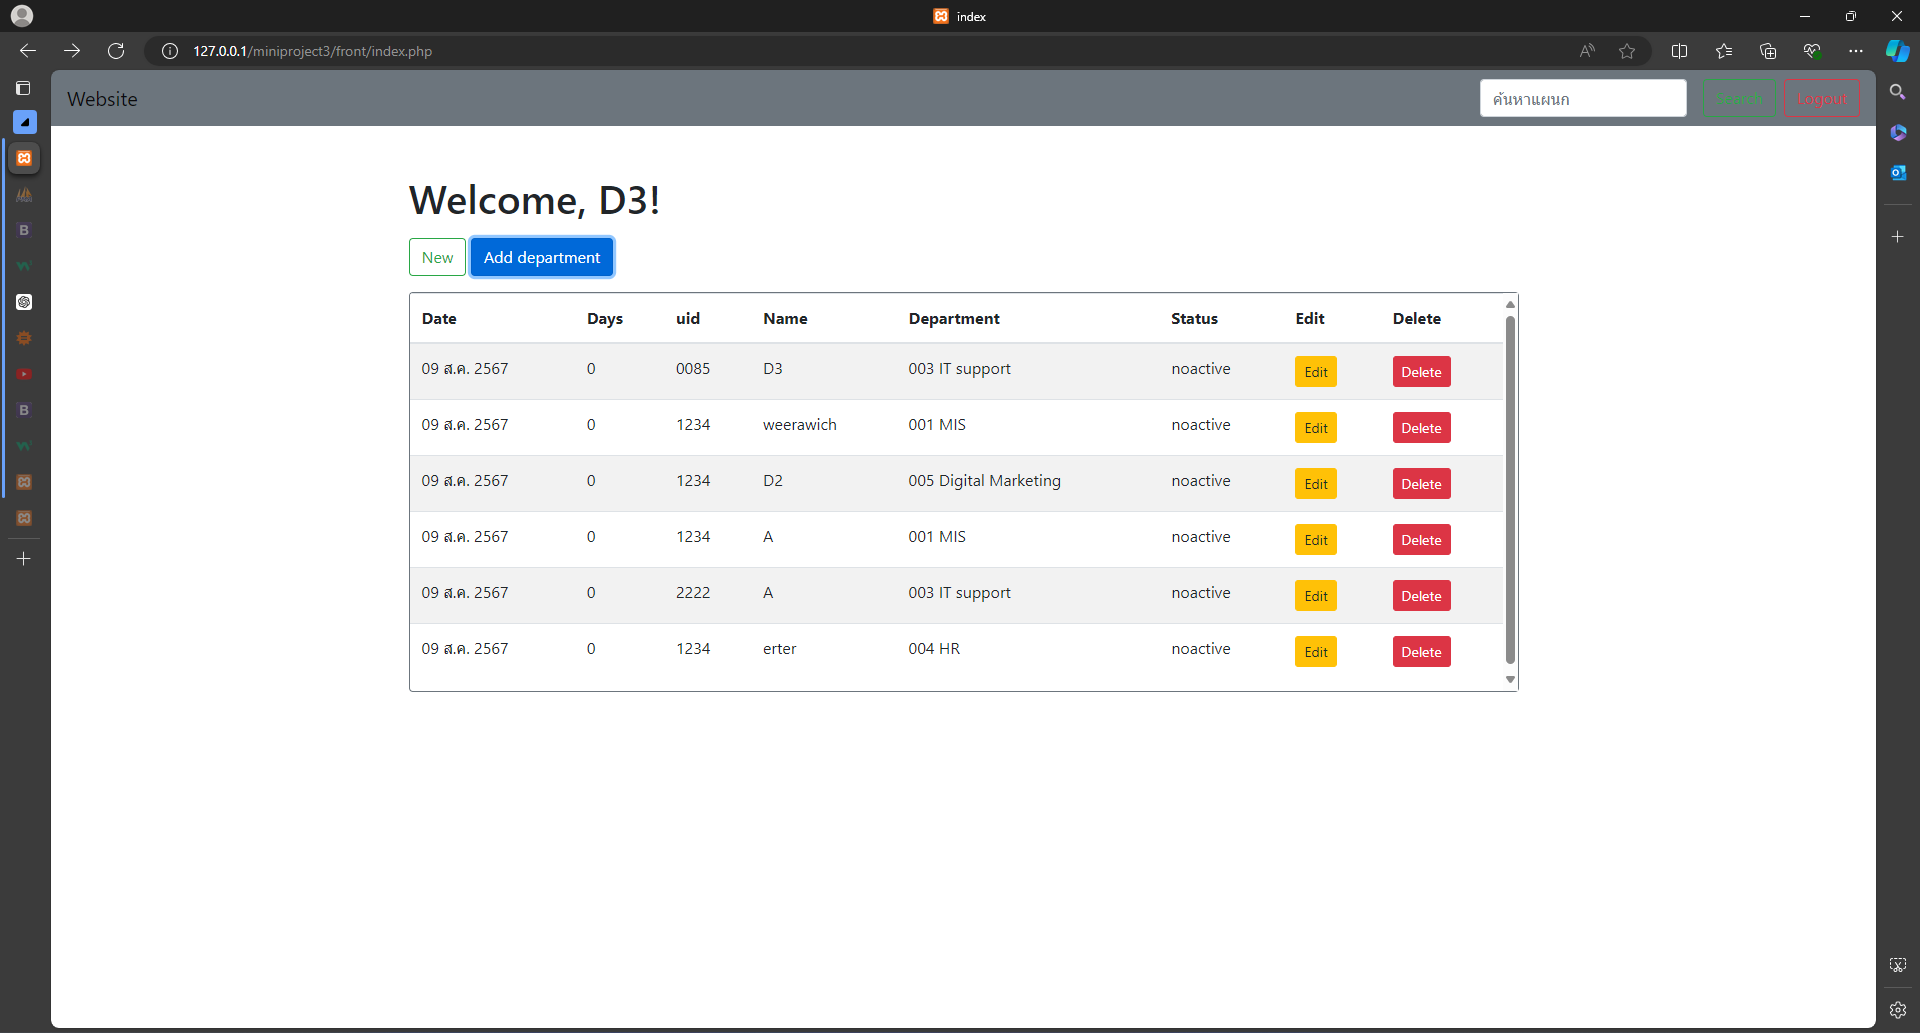 index
127.0.0.1/miniproject3/front/index.php
Website
ค้นหาแผนก
Search
Logout
Welcome, D3!
New
Add department
Date Days uid Name Department Status Edit Delete
09 ส.ค. 2567 0 0085 D3 003 IT support noactive Edit Delete
09 ส.ค. 2567 0 1234 weerawich 001 MIS noactive Edit Delete
09 ส.ค. 2567 0 1234 D2 005 Digital Marketing noactive Edit Delete
09 ส.ค. 2567 0 1234 A 001 MIS noactive Edit Delete
09 ส.ค. 2567 0 2222 A 003 IT support noactive Edit Delete
09 ส.ค. 2567 0 1234 erter 004 HR noactive Edit Delete